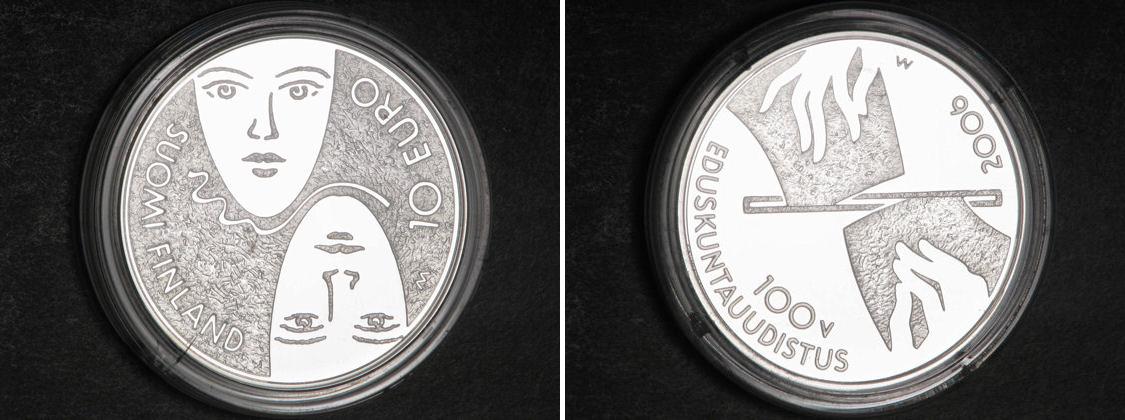 SUOMI FINLAND
10 EURO
M
2006
W
EDUSKUNTAUUDISTUS
100 v